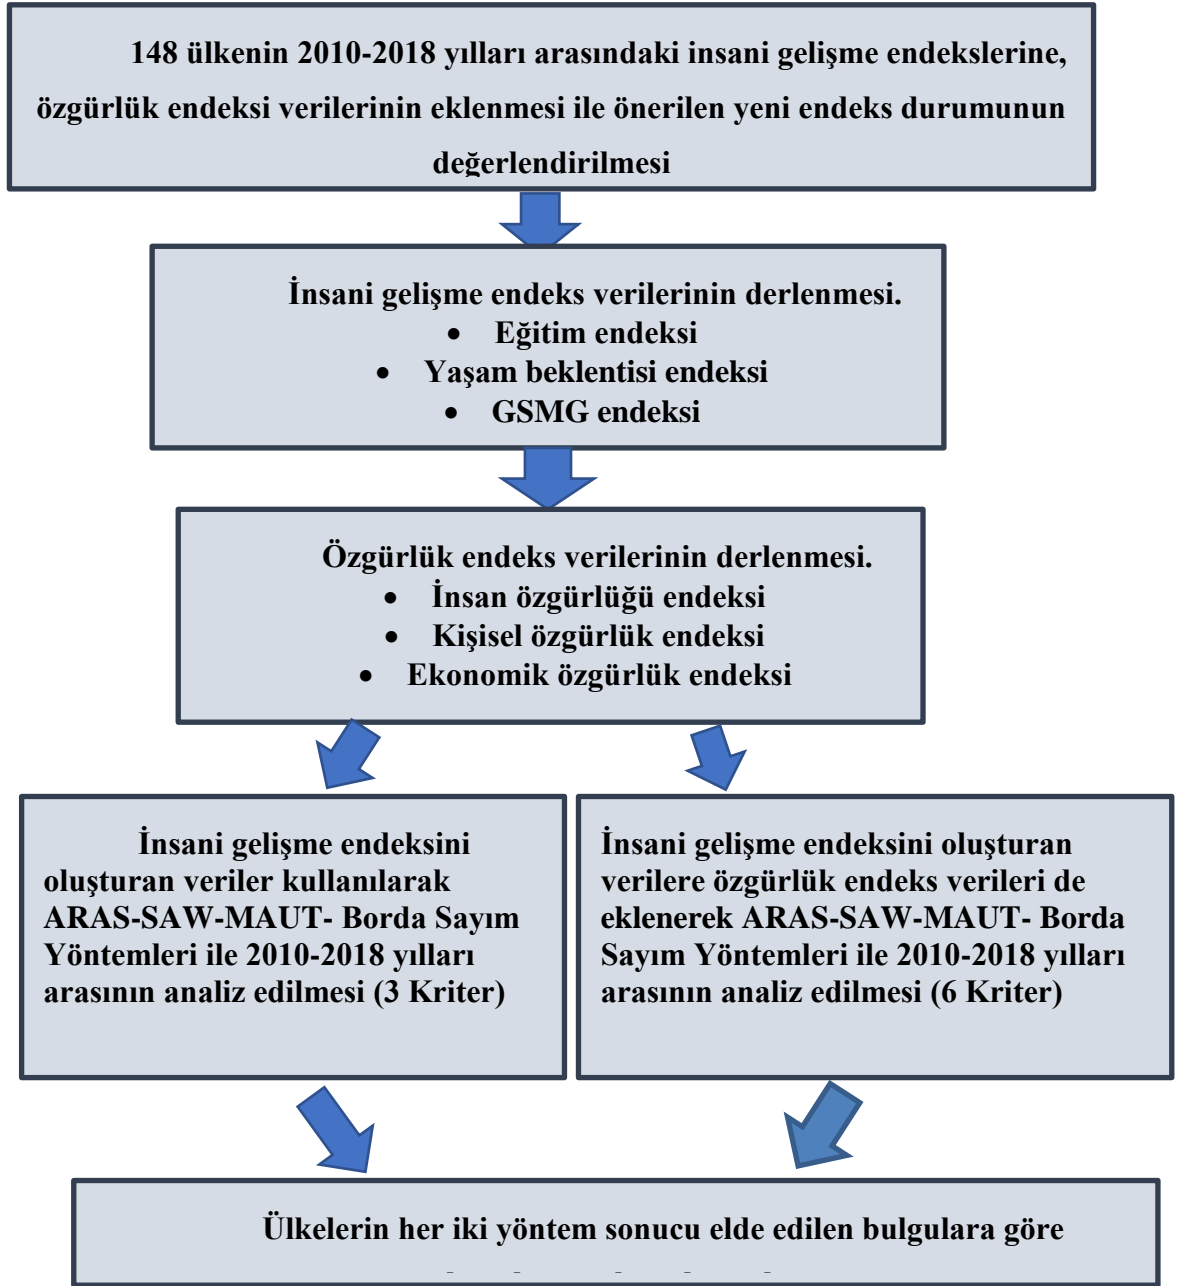 148 ülkenin 2010-2018 yılları arasındaki insani gelişme endekslerine,
özgürlük endeksi verilerinin eklenmesi ile önerilen yeni endeks durumunun
değerlendirilmesi
İnsani gelişme endeks verilerinin derlenmesi.
• Eğitim endeksi
• Yaşam beklentisi endeksi
• GSMG endeksi
Özgürlük endeks verilerinin derlenmesi.
• İnsan özgürlüğü endeksi
• Kişisel özgürlük endeksi
• Ekonomik özgürlük endeksi
İnsani gelişme endeksini
oluşturan veriler kullanılarak
ARAS-SAW-MAUT- Borda Sayım
Yöntemleri ile 2010-2018 yılları
arasının analiz edilmesi (3 Kriter)
İnsani gelişme endeksini oluşturan
verilere özgürlük endeks verileri de
eklenerek ARAS-SAW-MAUT- Borda
Sayım Yöntemleri ile 2010-2018 yılları
arasının analiz edilmesi (6 Kriter)
Ülkelerin her iki yöntem sonucu elde edilen bulgulara göre